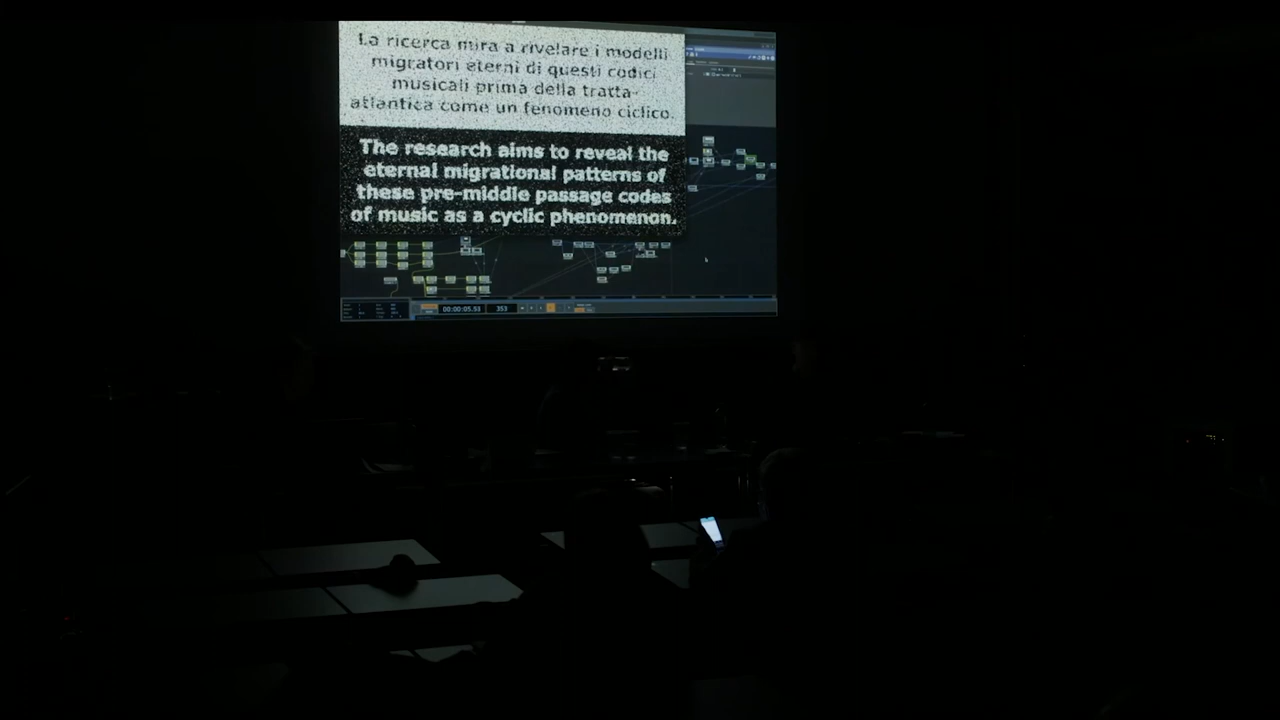 La ricerca mira a rivelare i modelli
migratori eterni di questi codici
musicali prima della tratta-
atlantica come un fenomeno ciclico.
The research aims to reveal the
eternal migrational patterns of
these pre-middle passage codes
of music as a cyclic phenomenon.
00:00:05.53 353